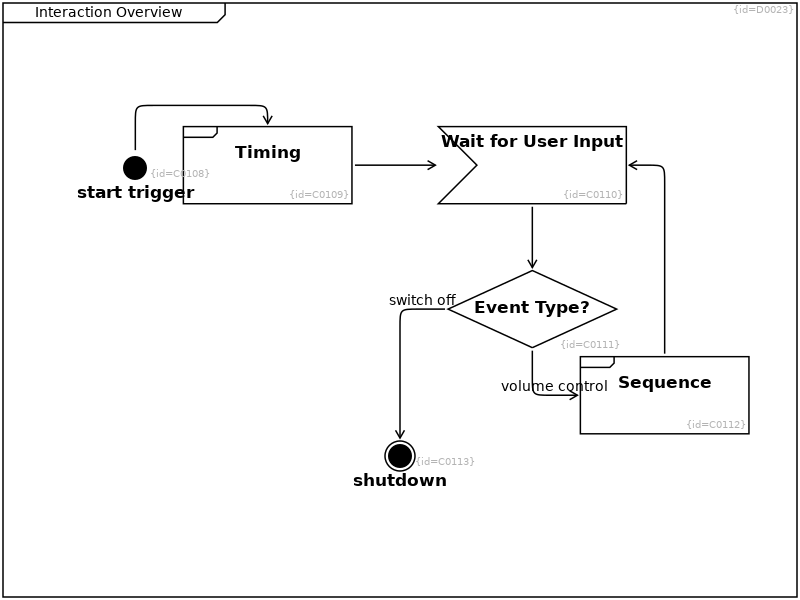 Interaction Overview
{id=D0023}
Timing
Wait for User Input
{id=C0108}
start trigger
{id=C0109}
{id=C0110}
switch off
Event Type?
{id=C0111}
volume control
Sequence
{id=C0112}
{id=C0113}
shutdown